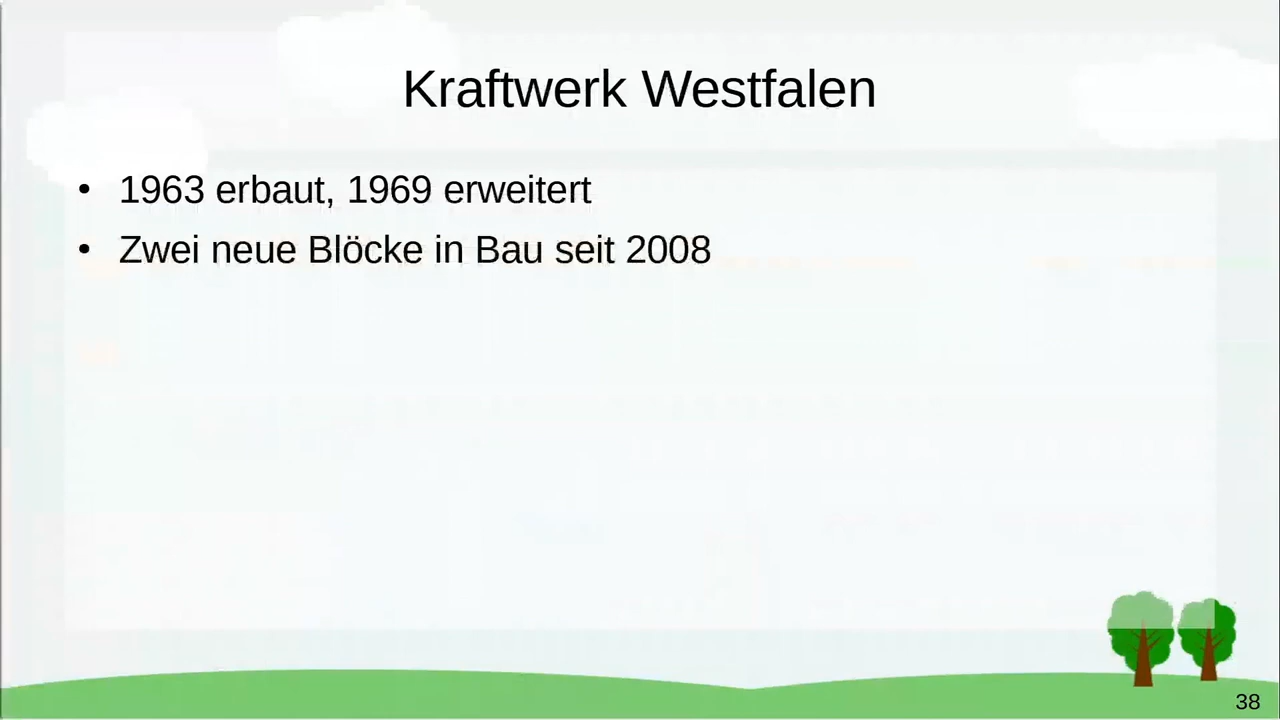 Kraftwerk Westfalen
• 1963 erbaut, 1969 erweitert
• Zwei neue Blöcke in Bau seit 2008
38